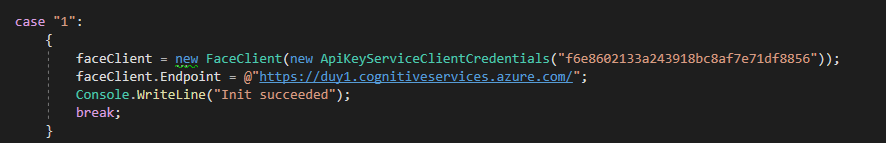 case "1":
{
faceClient = new FaceClient(new ApiKeyServiceClientCredentials("f6e8602133a243918bc8af7e71df8856"));
faceClient.Endpoint = @"https://duy1.cognitiveservices.azure.com/";
Console.WriteLine("Init succeeded");
break;
}